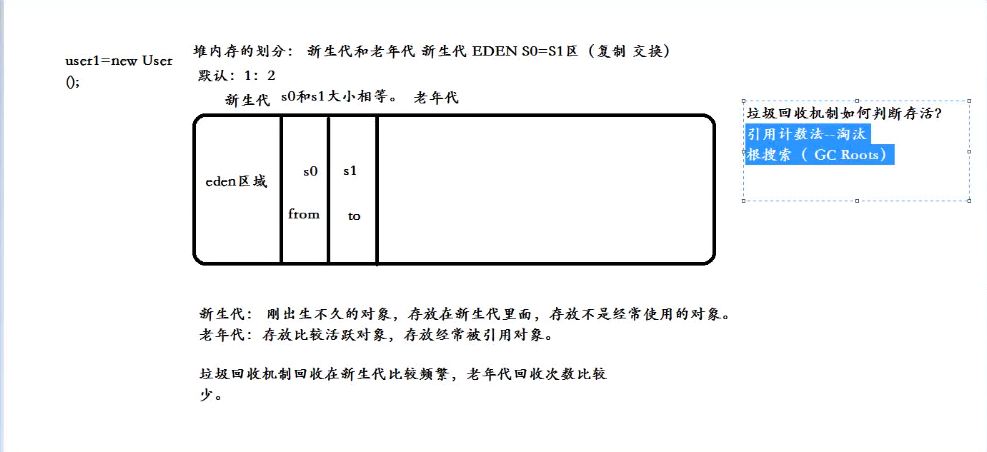 user1=new User
();
堆内存的划分： 新生代和老年代 新生代 EDEN S0=S1区（复制 交换）
默认：1：2
新生代 s0和s1大小相等。 老年代
eden区域
s0
s1
from
to
垃圾回收机制如何判断存活？
引用计数法--淘汰
根搜索（ GC Roots）
新生代： 刚出生不久的对象，存放在新生代里面，存放不是经常使用的对象。
老年代：存放比较活跃对象，存放经常被引用对象。
垃圾回收机制回收在新生代比较频繁，老年代回收次数比较
少。